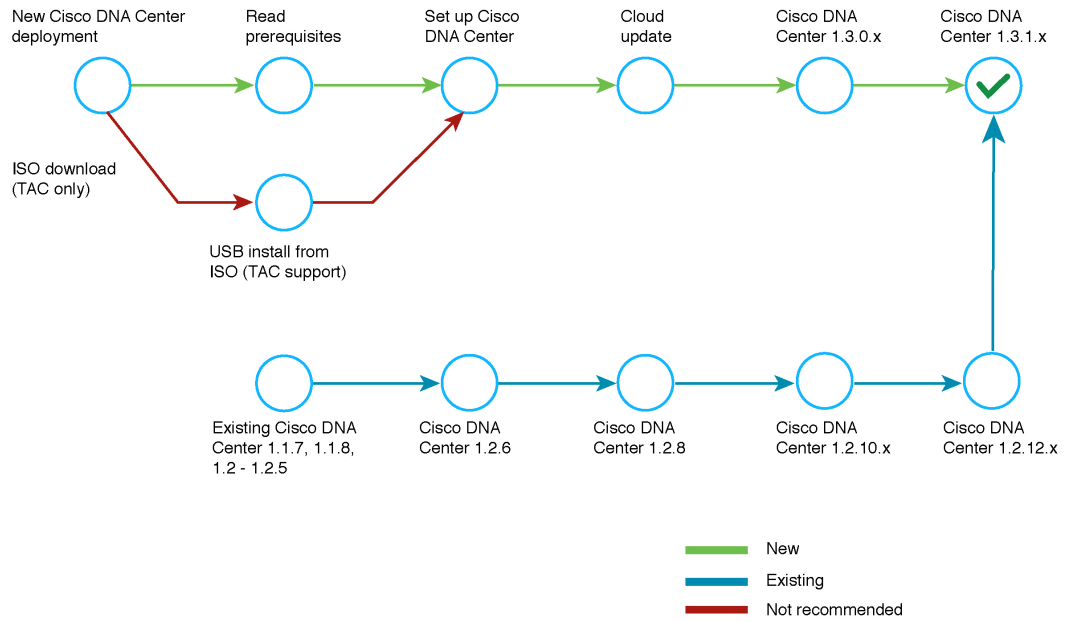 New Cisco DNA Center
deployment
Read
prerequisites
Set up Cisco
DNA Center
Cloud
update
Cisco DNA
Center 1.3.0.x
Cisco DNA
Center 1.3.1.x
ISO download
(TAC only)
USB install from
ISO (TAC support)
Existing Cisco DNA
Center 1.1.7, 1.1.8,
1.2 - 1.2.5
Cisco DNA
Center 1.2.6
Cisco DNA
Center 1.2.8
Cisco DNA
Center 1.2.10.x
Cisco DNA
Center 1.2.12.x
New
Existing
Not recommended